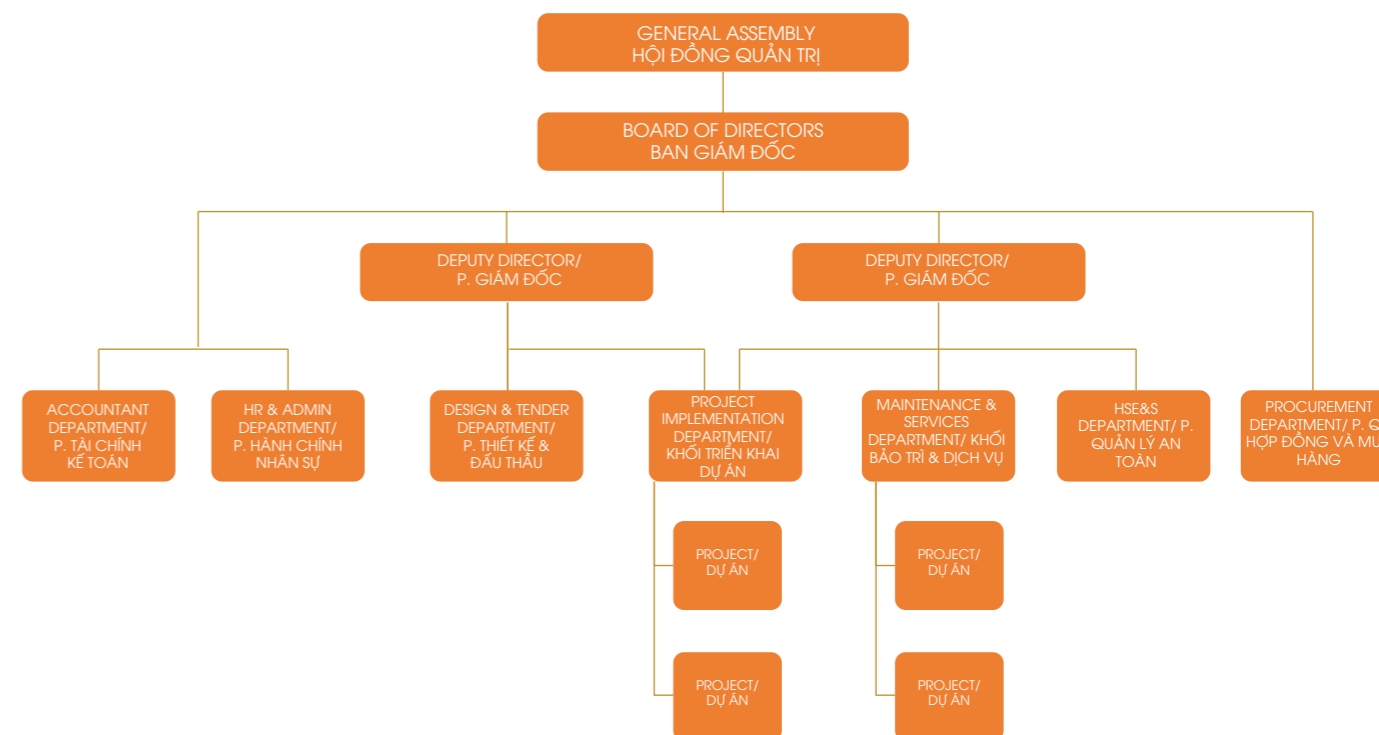 GENERAL ASSEMBLY
HỘI ĐỒNG QUẢN TRỊ
BOARD OF DIRECTORS
BAN GIÁM ĐỐC
DEPUTY DIRECTOR/
P. GIÁM ĐỐC
DEPUTY DIRECTOR/
P. GIÁM ĐỐC
ACCOUNTANT
DEPARTMENT/
P. TÀI CHÍNH
KẾ TOÁN
HR & ADMIN
DEPARTMENT/
P. HÀNH CHÍNH
NHÂN SỰ
DESIGN & TENDER
DEPARTMENT/
P. THIẾT KẾ &
ĐẤU THẦU
PROJECT
IMPLEMENTATION
DEPARTMENT/
KHỐI TRIỂN KHAI
DỰ ÁN
MAINTENANCE &
SERVICES
DEPARTMENT/ KHỐI
BẢO TRÌ & DỊCH VỤ
HSE&S
DEPARTMENT/ P.
QUẢN LÝ AN
TOÀN
PROCUREMENT
DEPARTMENT/ P.
HỢP ĐỒNG VÀ
HÀNG
PROJECT/
DỰ ÁN
PROJECT/
DỰ ÁN
PROJECT/
DỰ ÁN
PROJECT/
DỰ ÁN